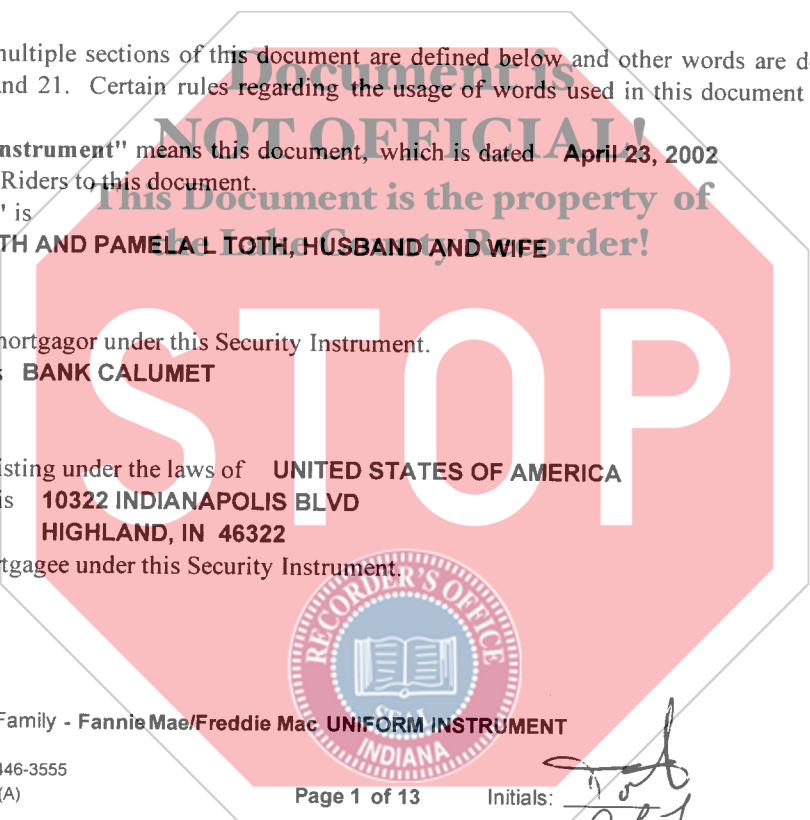 multiple sections of this document are defined below and other words are d
nd 21. Certain rules regarding the usage of words used in this document
Document is
NOT OFFICIAL!
This Document is the property of
the Lake County Recorder!
nstrument" means this document, which is dated April 23, 2002
Riders to this document.
" is
TH AND PAMELA L TOTH, HUSBAND AND WIFE
mortgagor under this Security Instrument.
BANK CALUMET
STOP
isting under the laws of UNITED STATES OF AMERICA
is 10322 INDIANAPOLIS BLVD
HIGHLAND, IN 46322
tgagee under this Security Instrument.
RECORDER'S OFFICE
SEAL
INDIANA
Family - Fannie Mae/Freddie Mac UNIFORM INSTRUMENT
446-3555
(A)
Page 1 of 13 Initials: